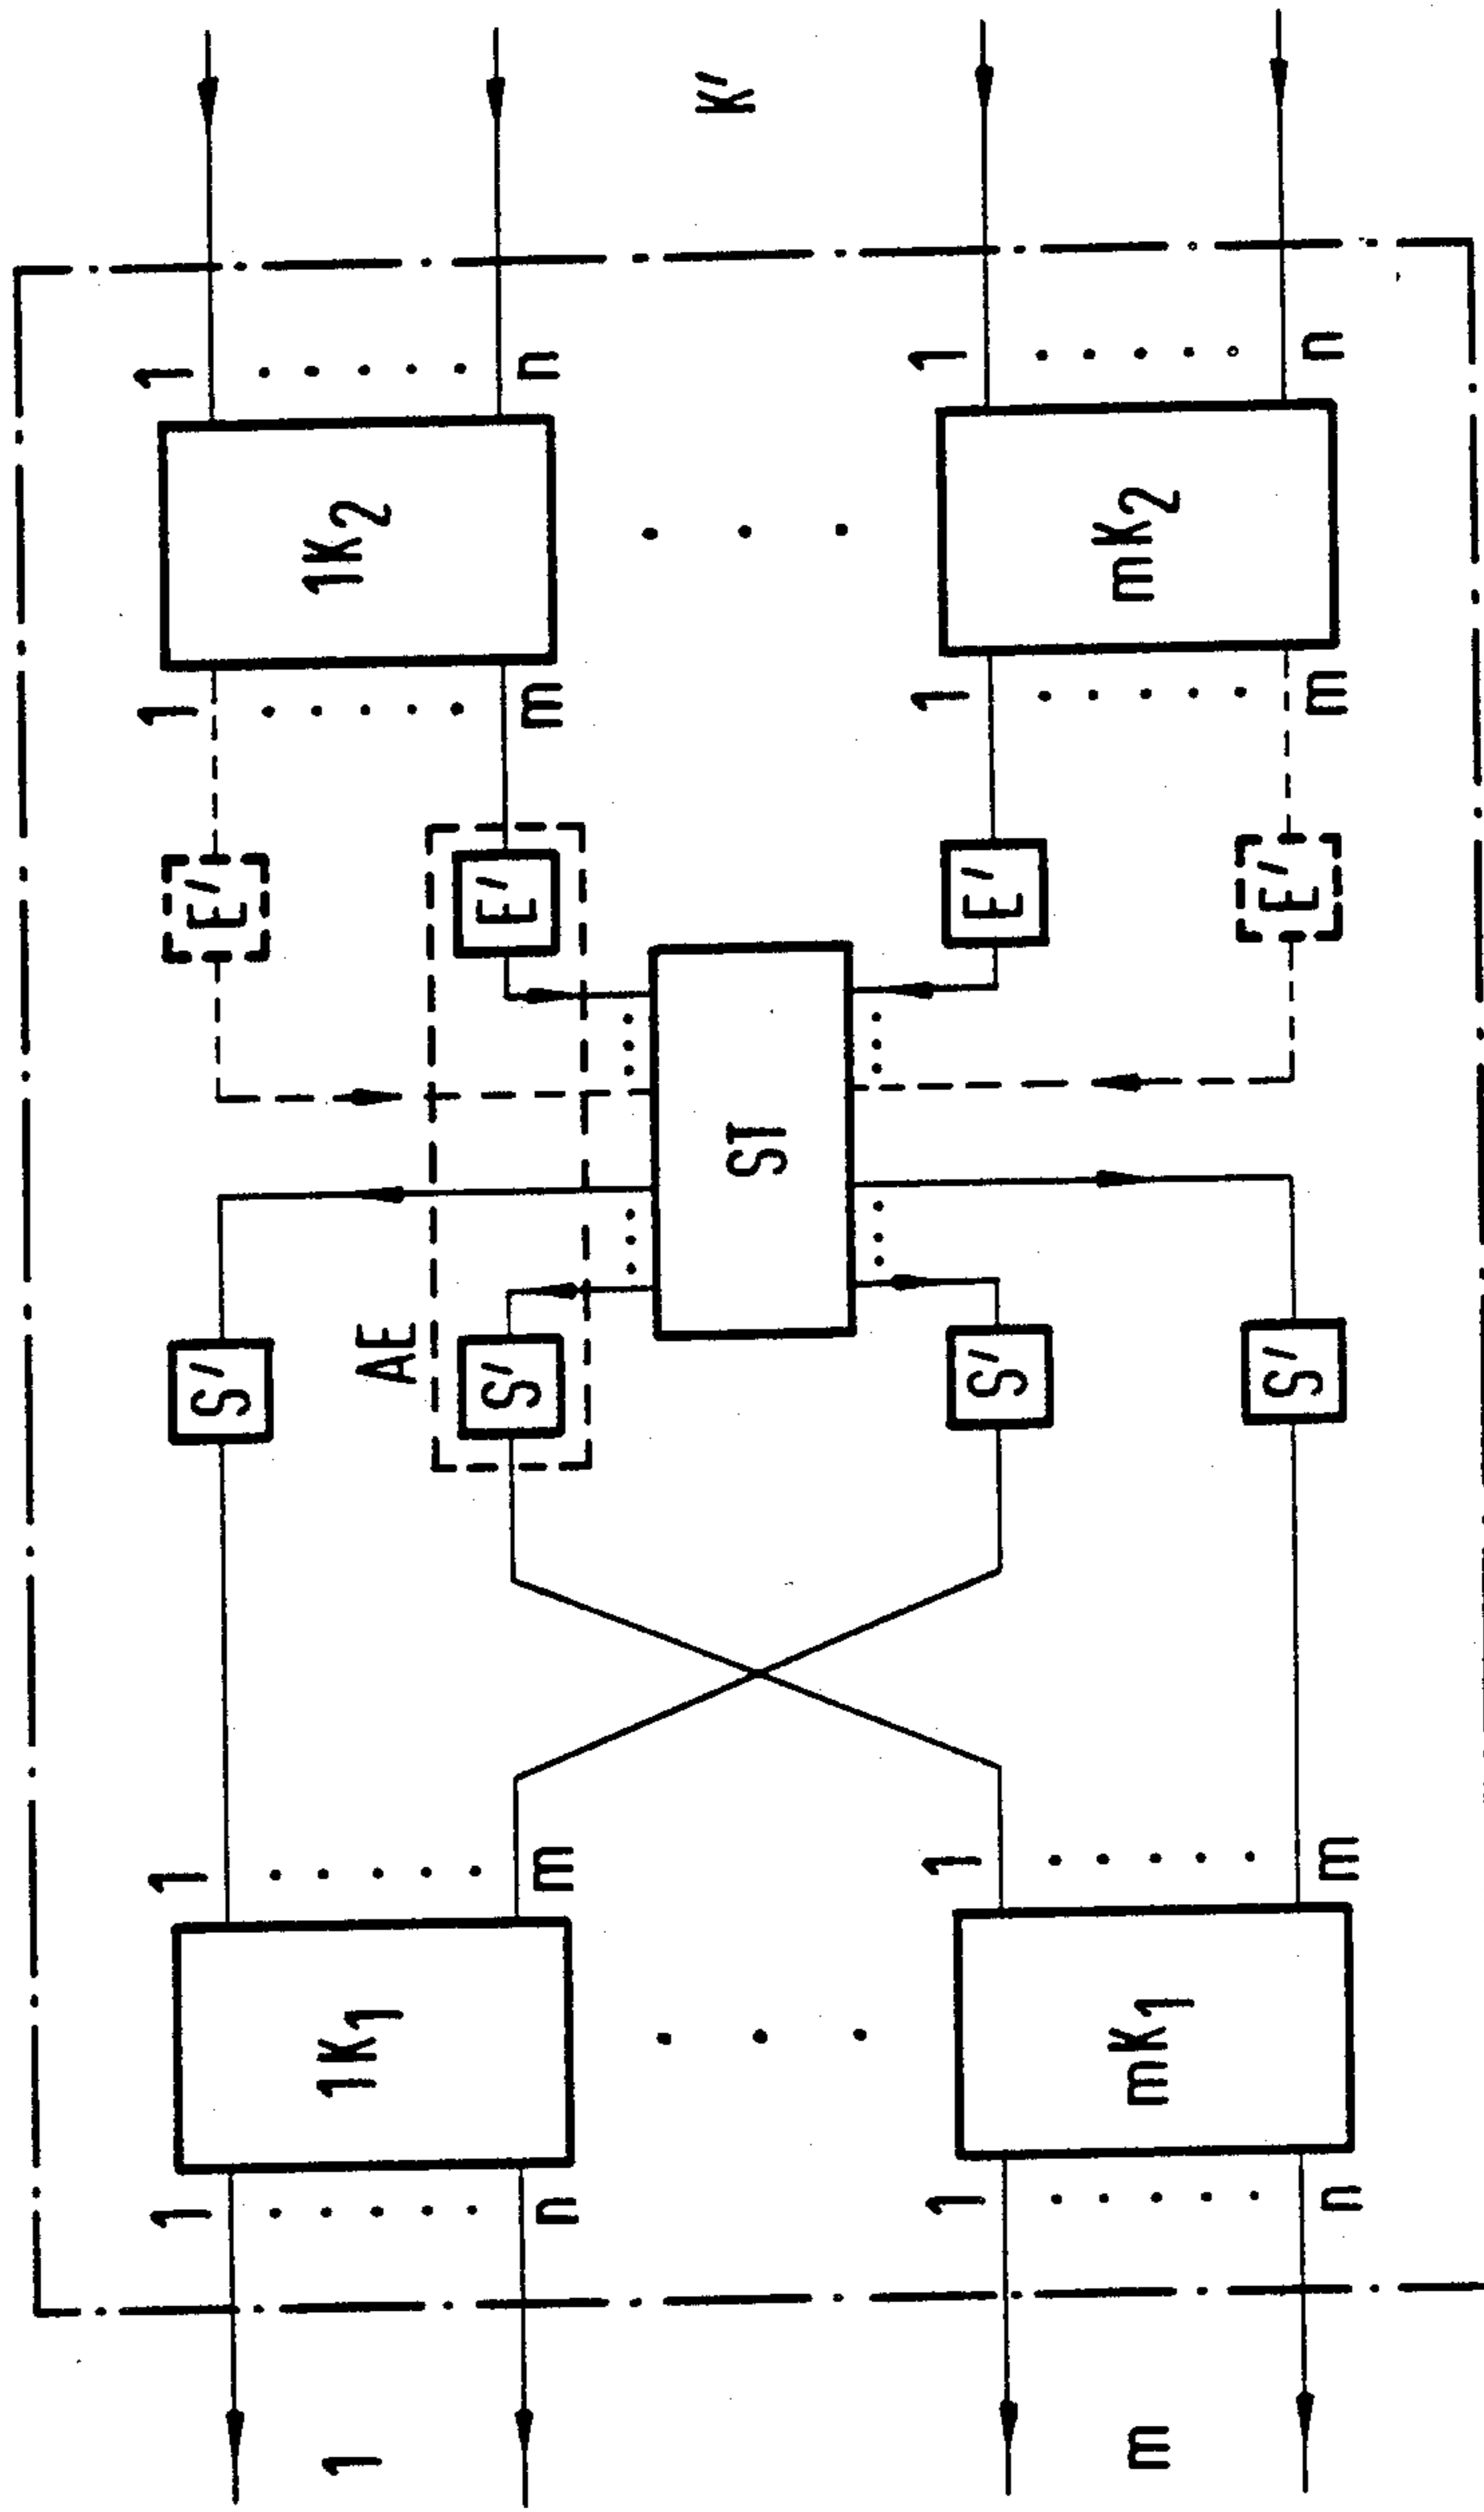 1 1 S' E' 1 1
1 1K₁ AE 1K₂
n m S' E' m n
ST K'
1 1 S' E' 1 1
m mK₁ mK₂
n m S' E' m n